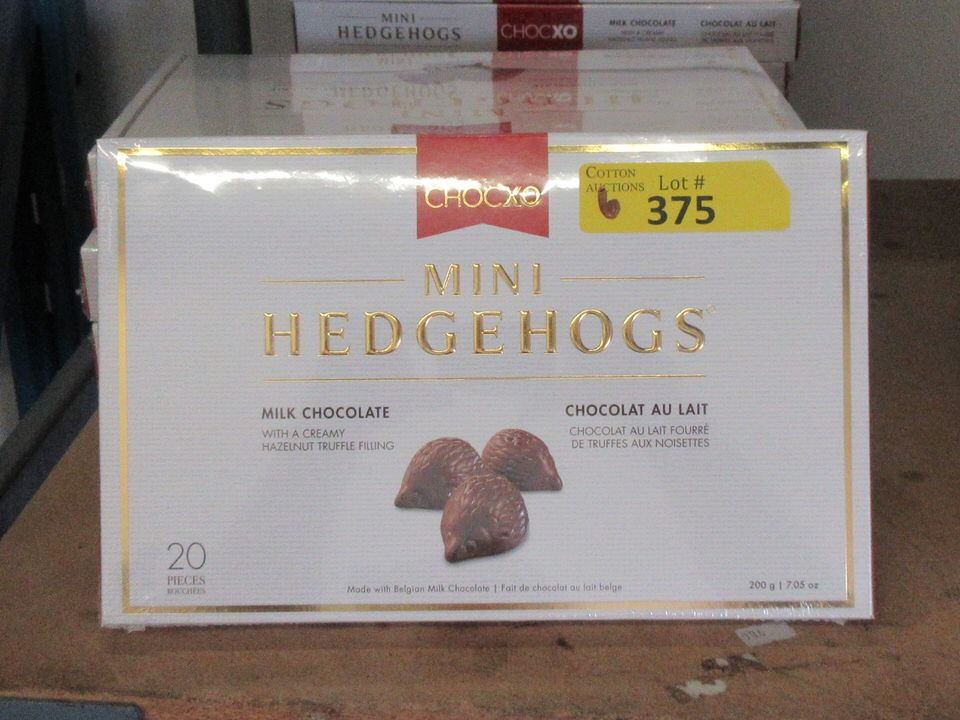 MINI
HEDGEHOGS
CHOCXO
MILK CHOCOLATE
CHOCOLAT AU LAIT
CHOCXO
COTTON
AUCTIONS
Lot #
375
MINI
HEDGEHOGS
MILK CHOCOLATE
WITH A CREAMY
HAZELNUT TRUFFLE FILLING
CHOCOLAT AU LAIT
CHOCOLAT AU LAIT FOURRÉ
DE TRUFFES AUX NOISETTES
20
PIECES
BOUCHÉES
Made with Belgian Milk Chocolate | Fait de chocolat au lait belge
200 g | 7.05 oz